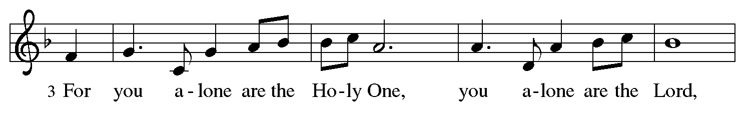 3 For you a - lone are the Ho - ly One, you a - lone are the Lord,